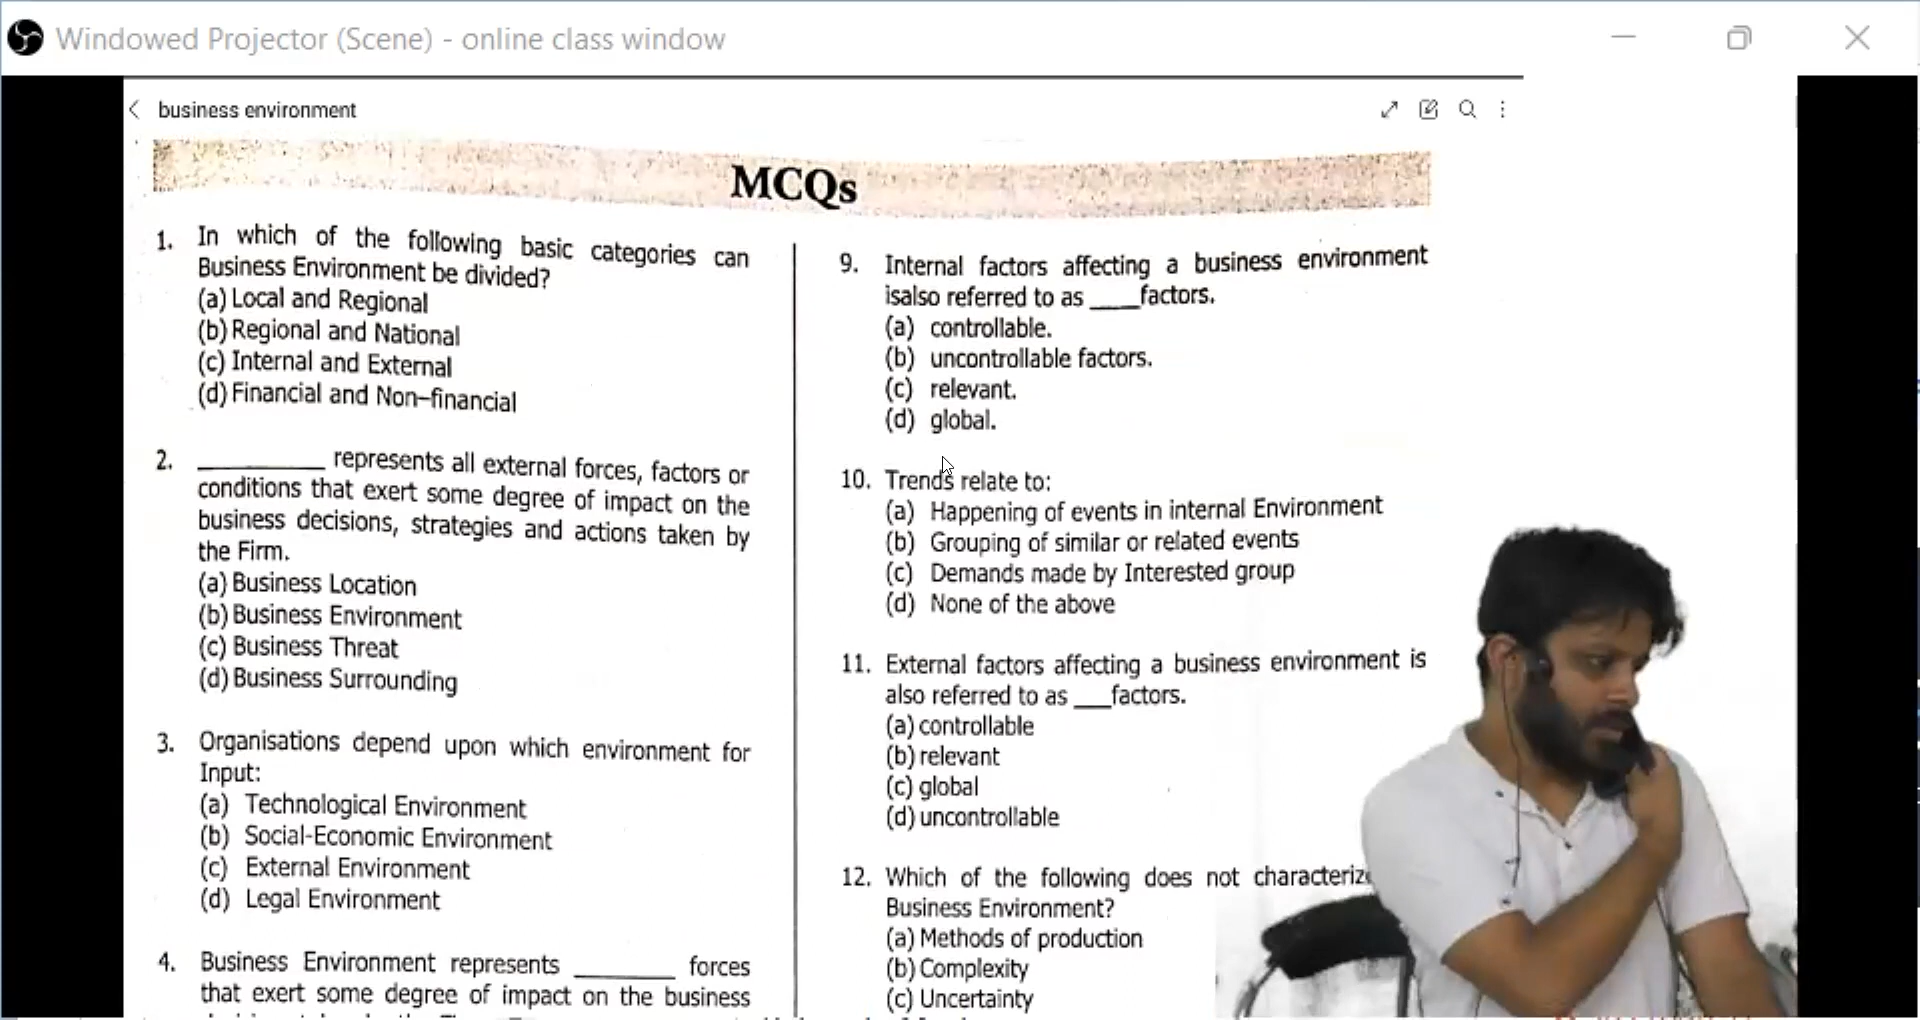 Windowed Projector (Scene) - online class window
business environment
MCQs
1. In which of the following basic categories can
Business Environment be divided?
(a) Local and Regional
(b) Regional and National
(c) Internal and External
(d) Financial and Non–financial
2. __________ represents all external forces, factors or
conditions that exert some degree of impact on the
business decisions, strategies and actions taken by
the Firm.
(a) Business Location
(b) Business Environment
(c) Business Threat
(d) Business Surrounding
3. Organisations depend upon which environment for
Input:
(a) Technological Environment
(b) Social-Economic Environment
(c) External Environment
(d) Legal Environment
4. Business Environment represents ________ forces
that exert some degree of impact on the business
9. Internal factors affecting a business environment
isalso referred to as ____factors.
(a) controllable.
(b) uncontrollable factors.
(c) relevant.
(d) global.
10. Trends relate to:
(a) Happening of events in internal Environment
(b) Grouping of similar or related events
(c) Demands made by Interested group
(d) None of the above
11. External factors affecting a business environment is
also referred to as ___factors.
(a) controllable
(b) relevant
(c) global
(d) uncontrollable
12. Which of the following does not
Business Environment?
(a) Methods of production
(b) Complexity
(c) Uncertainty